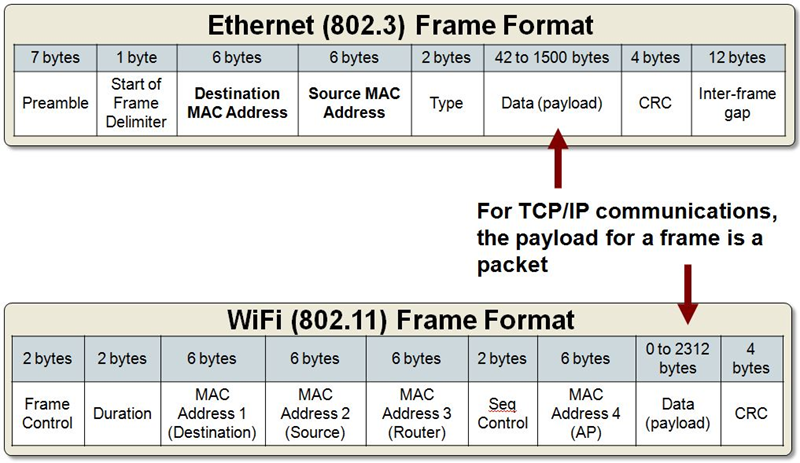 Ethernet (802.3) Frame Format
7 bytes 1 byte 6 bytes 6 bytes 2 bytes 42 to 1500 bytes 4 bytes 12 bytes
Preamble
Start of
Frame
Delimiter
Destination
MAC Address
Source MAC
Address
Type
Data (payload)
CRC
Inter-frame
gap
For TCP/IP communications,
the payload for a frame is a
packet
WiFi (802.11) Frame Format
2 bytes 2 bytes 6 bytes 6 bytes 6 bytes 2 bytes 6 bytes
0 to 2312
bytes
4
bytes
Frame
Control
Duration
MAC
Address 1
(Destination)
MAC
Address 2
(Source)
MAC
Address 3
(Router)
Seq
Control
MAC
Address 4
(AP)
Data
(payload)
CRC